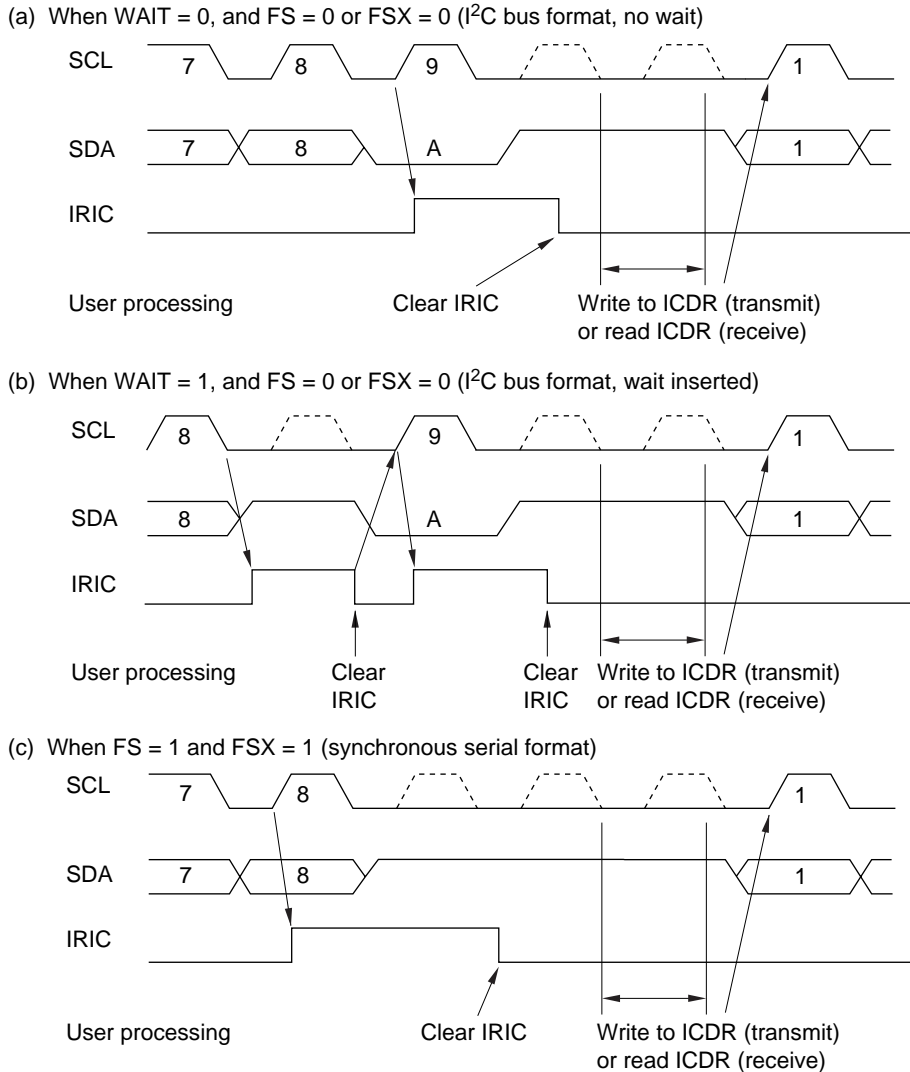 (a) When WAIT = 0, and FS = 0 or FSX = 0 (I²C bus format, no wait)
SCL 7 8 9 1
SDA 7 8 A 1
IRIC
User processing Clear IRIC Write to ICDR (transmit)
or read ICDR (receive)
(b) When WAIT = 1, and FS = 0 or FSX = 0 (I²C bus format, wait inserted)
SCL 8 9 1
SDA 8 A 1
IRIC
User processing Clear Clear Write to ICDR (transmit)
IRIC IRIC or read ICDR (receive)
(c) When FS = 1 and FSX = 1 (synchronous serial format)
SCL 7 8 1
SDA 7 8 1
IRIC
User processing Clear IRIC Write to ICDR (transmit)
or read ICDR (receive)